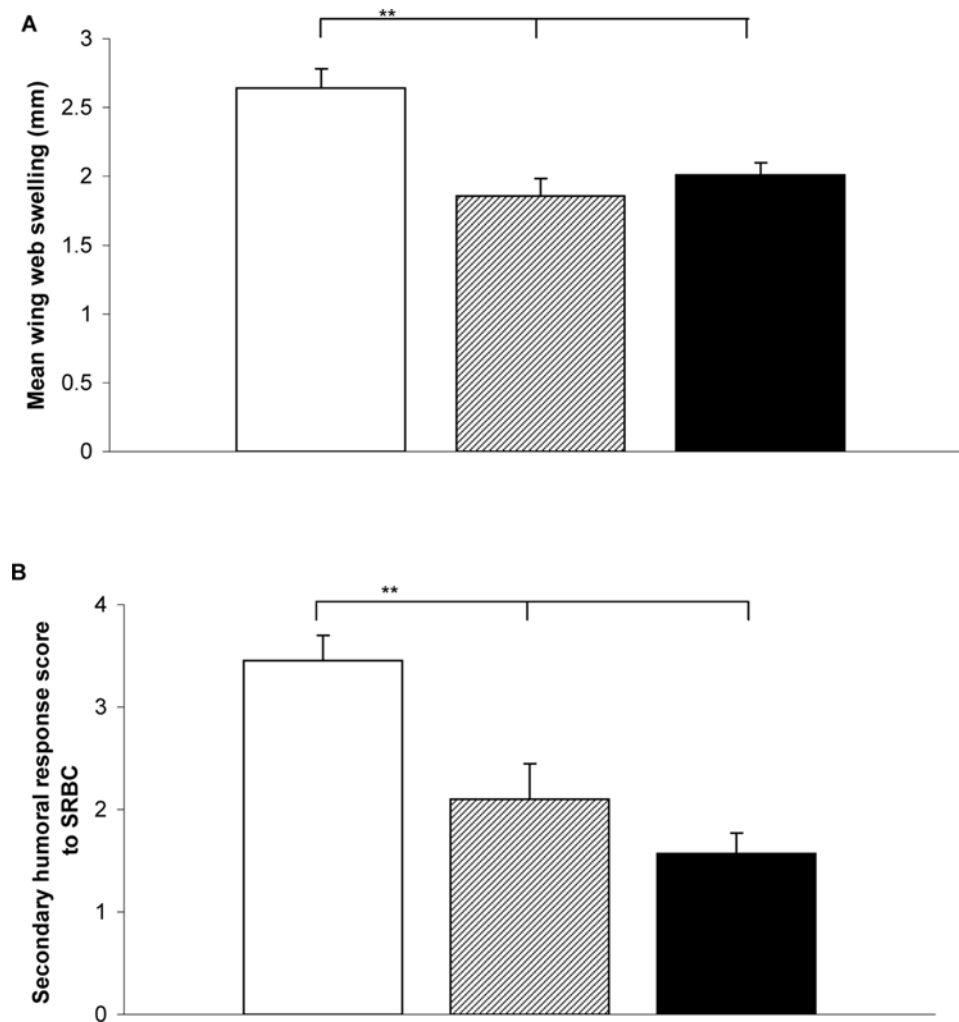 A
**
3
2.5
2
1.5
1
0.5
0
Mean wing web swelling (mm)
B
**
4
3
2
1
0
Secondary humoral response score
to SRBC